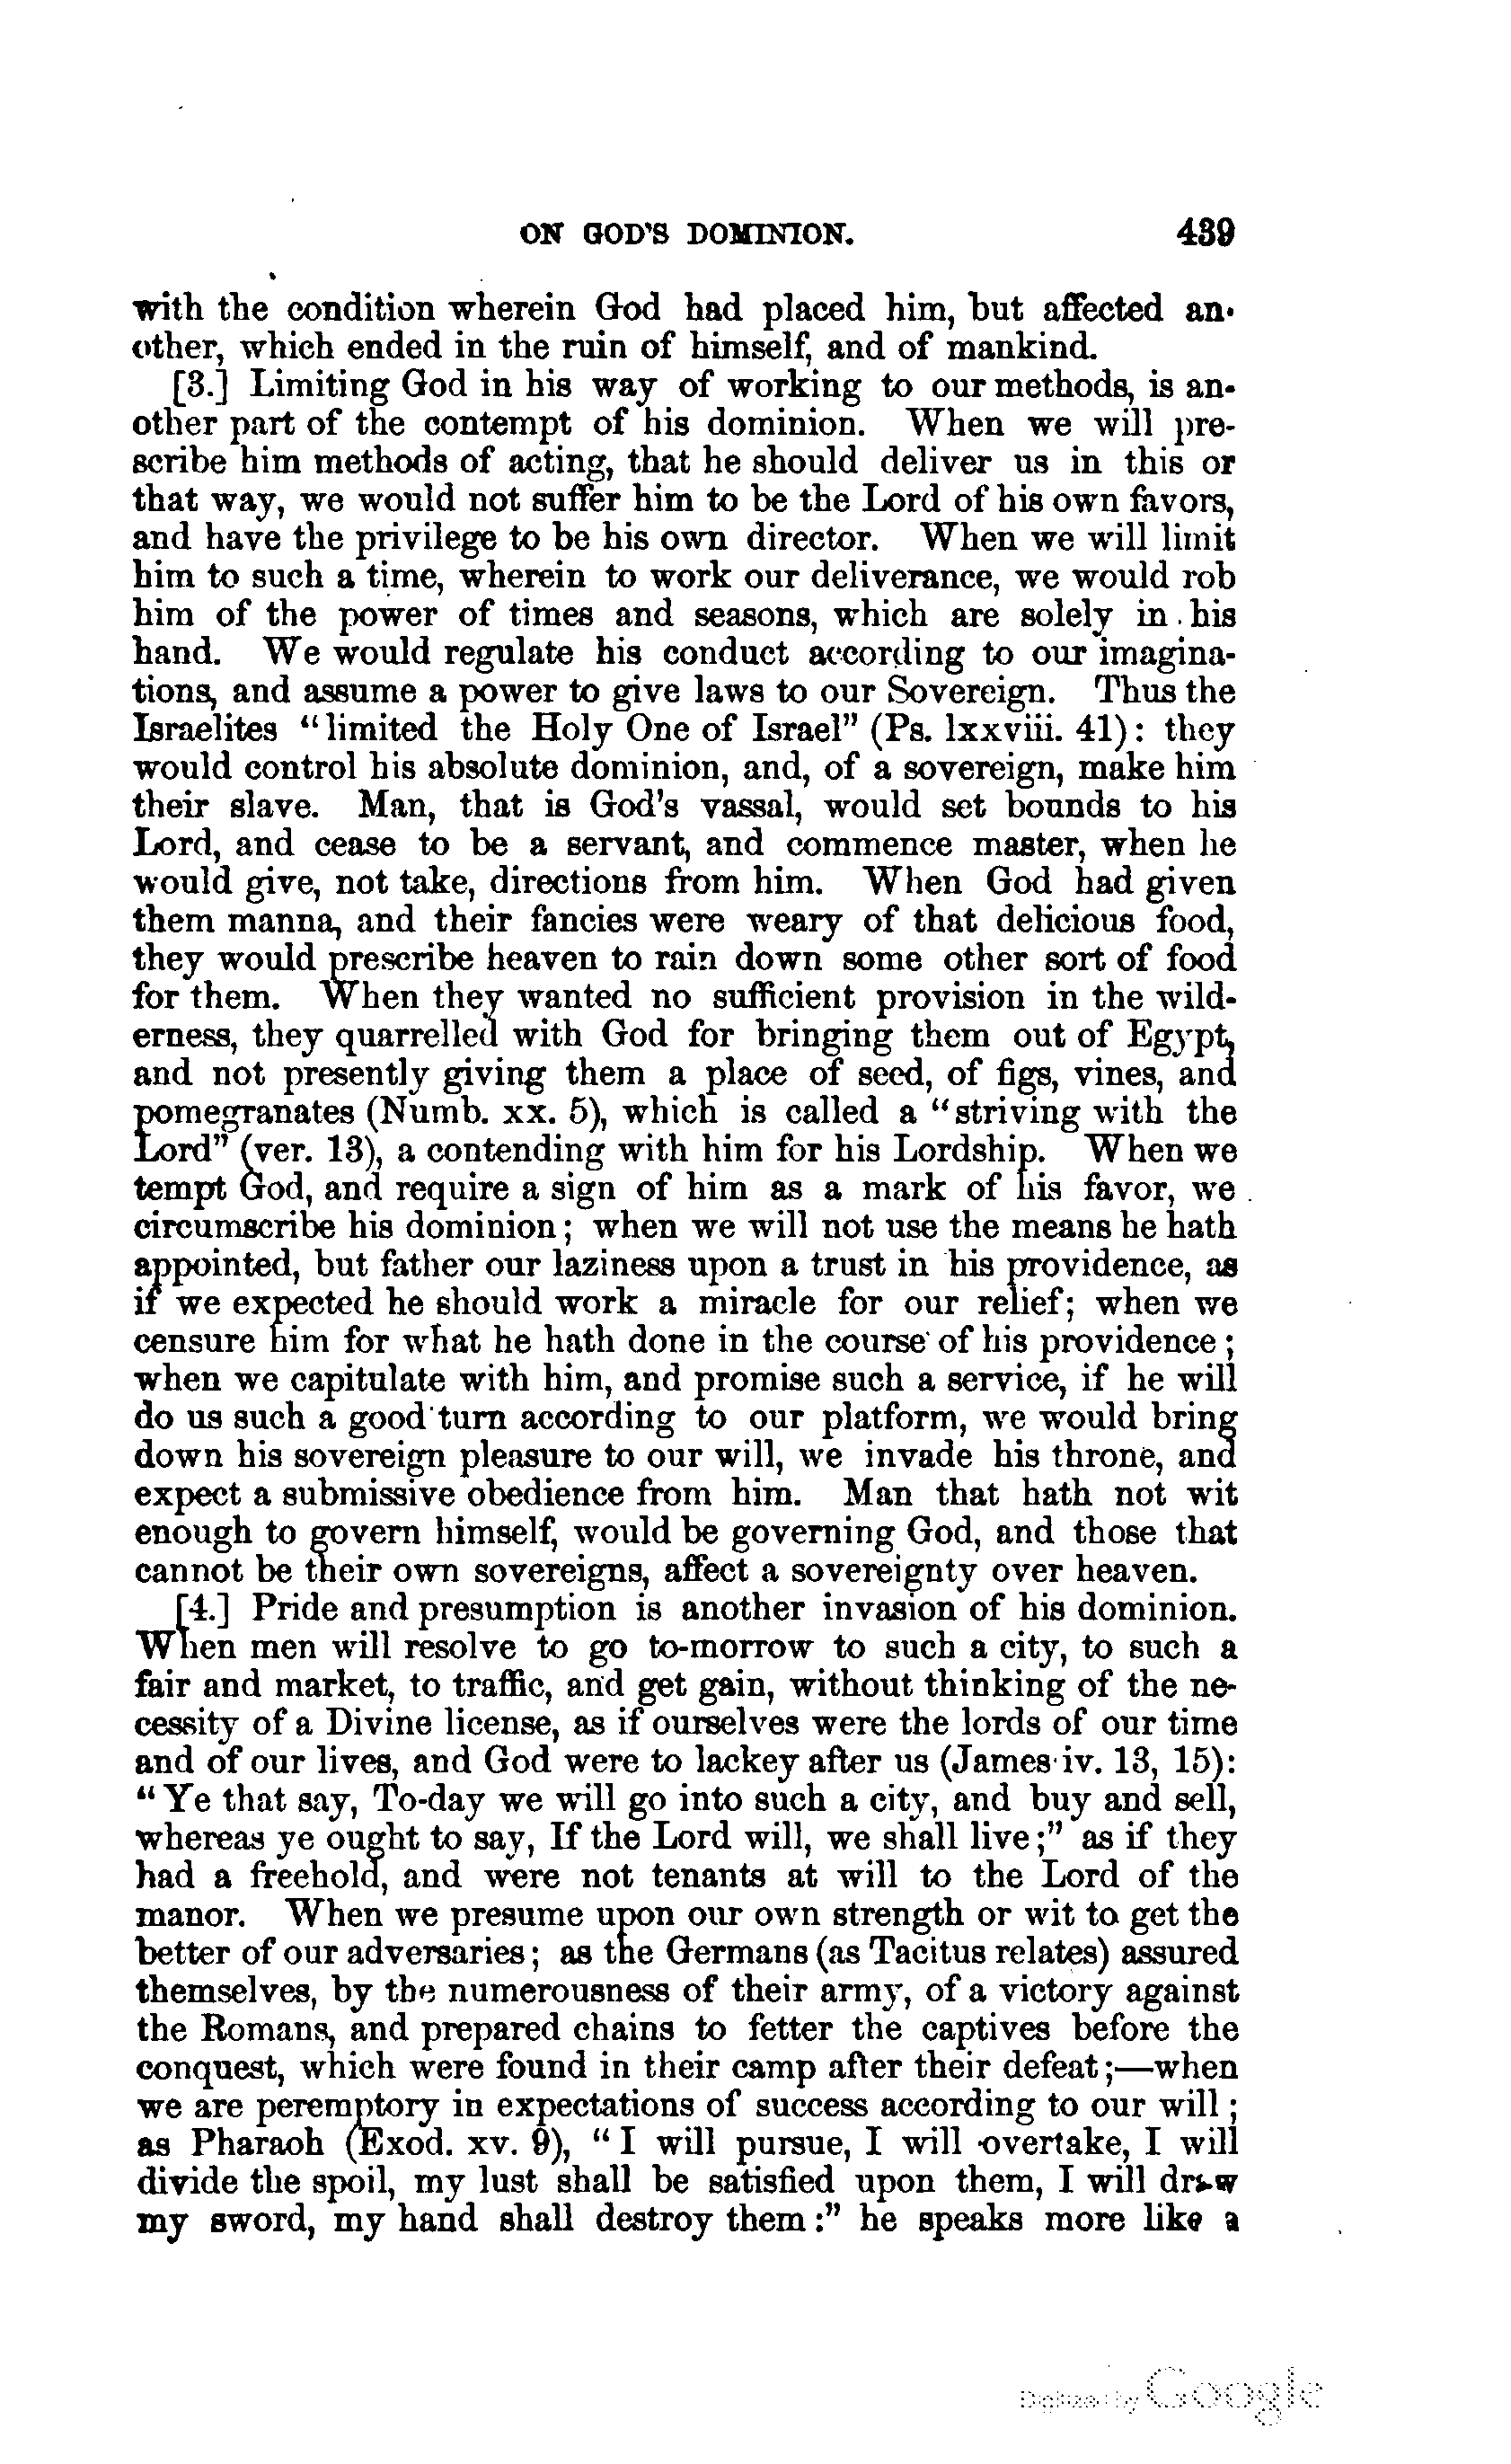 ON GOD'S DOMINION. 439
with the condition wherein God had placed him, but affected an-
other, which ended in the ruin of himself, and of mankind.
[3.] Limiting God in his way of working to our methods, is an-
other part of the contempt of his dominion. When we will pre-
scribe him methods of acting, that he should deliver us in this or
that way, we would not suffer him to be the Lord of his own favors,
and have the privilege to be his own director. When we will limit
him to such a time, wherein to work our deliverance, we would rob
him of the power of times and seasons, which are solely in his
hand. We would regulate his conduct according to our imagina-
tions, and assume a power to give laws to our Sovereign. Thus the
Israelites "limited the Holy One of Israel" (Ps. lxxviii. 41): they
would control his absolute dominion, and, of a sovereign, make him
their slave. Man, that is God's vassal, would set bounds to his
Lord, and cease to be a servant, and commence master, when he
would give, not take, directions from him. When God had given
them manna, and their fancies were weary of that delicious food,
they would prescribe heaven to rain down some other sort of food
for them. When they wanted no sufficient provision in the wild-
erness, they quarrelled with God for bringing them out of Egypt,
and not presently giving them a place of seed, of figs, vines, and
pomegranates (Numb. xx. 5), which is called a "striving with the
Lord" (ver. 13), a contending with him for his Lordship. When we
tempt God, and require a sign of him as a mark of his favor, we
circumscribe his dominion; when we will not use the means he hath
appointed, but father our laziness upon a trust in his providence, as
if we expected he should work a miracle for our relief; when we
censure him for what he hath done in the course of his providence;
when we capitulate with him, and promise such a service, if he will
do us such a good turn according to our platform, we would bring
down his sovereign pleasure to our will, we invade his throne, and
expect a submissive obedience from him. Man that hath not wit
enough to govern himself, would be governing God, and those that
cannot be their own sovereigns, affect a sovereignty over heaven.
[4.] Pride and presumption is another invasion of his dominion.
When men will resolve to go to-morrow to such a city, to such a
fair and market, to traffic, and get gain, without thinking of the ne-
cessity of a Divine license, as if ourselves were the lords of our time
and of our lives, and God were to lackey after us (James iv. 13, 15):
"Ye that say, To-day we will go into such a city, and buy and sell,
whereas ye ought to say, If the Lord will, we shall live;" as if they
had a freehold, and were not tenants at will to the Lord of the
manor. When we presume upon our own strength or wit to get the
better of our adversaries; as the Germans (as Tacitus relates) assured
themselves, by the numerousness of their army, of a victory against
the Romans, and prepared chains to fetter the captives before the
conquest, which were found in their camp after their defeat;—when
we are peremptory in expectations of success according to our will;
as Pharaoh (Exod. xv. 9), "I will pursue, I will overtake, I will
divide the spoil, my lust shall be satisfied upon them, I will draw
my sword, my hand shall destroy them:" he speaks more like a
Digitized by Google